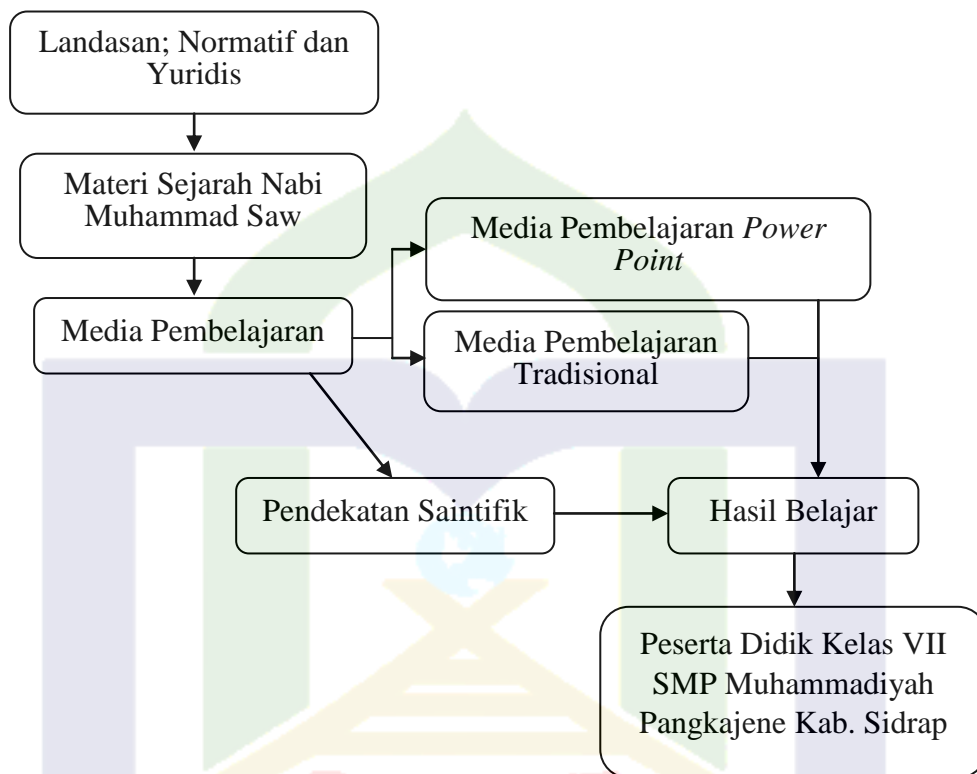 Landasan; Normatif dan
Yuridis
Materi Sejarah Nabi
Muhammad Saw
Media Pembelajaran
Media Pembelajaran Power
Point
Media Pembelajaran
Tradisional
Pendekatan Saintifik
Hasil Belajar
Peserta Didik Kelas VII
SMP Muhammadiyah
Pangkajene Kab. Sidrap